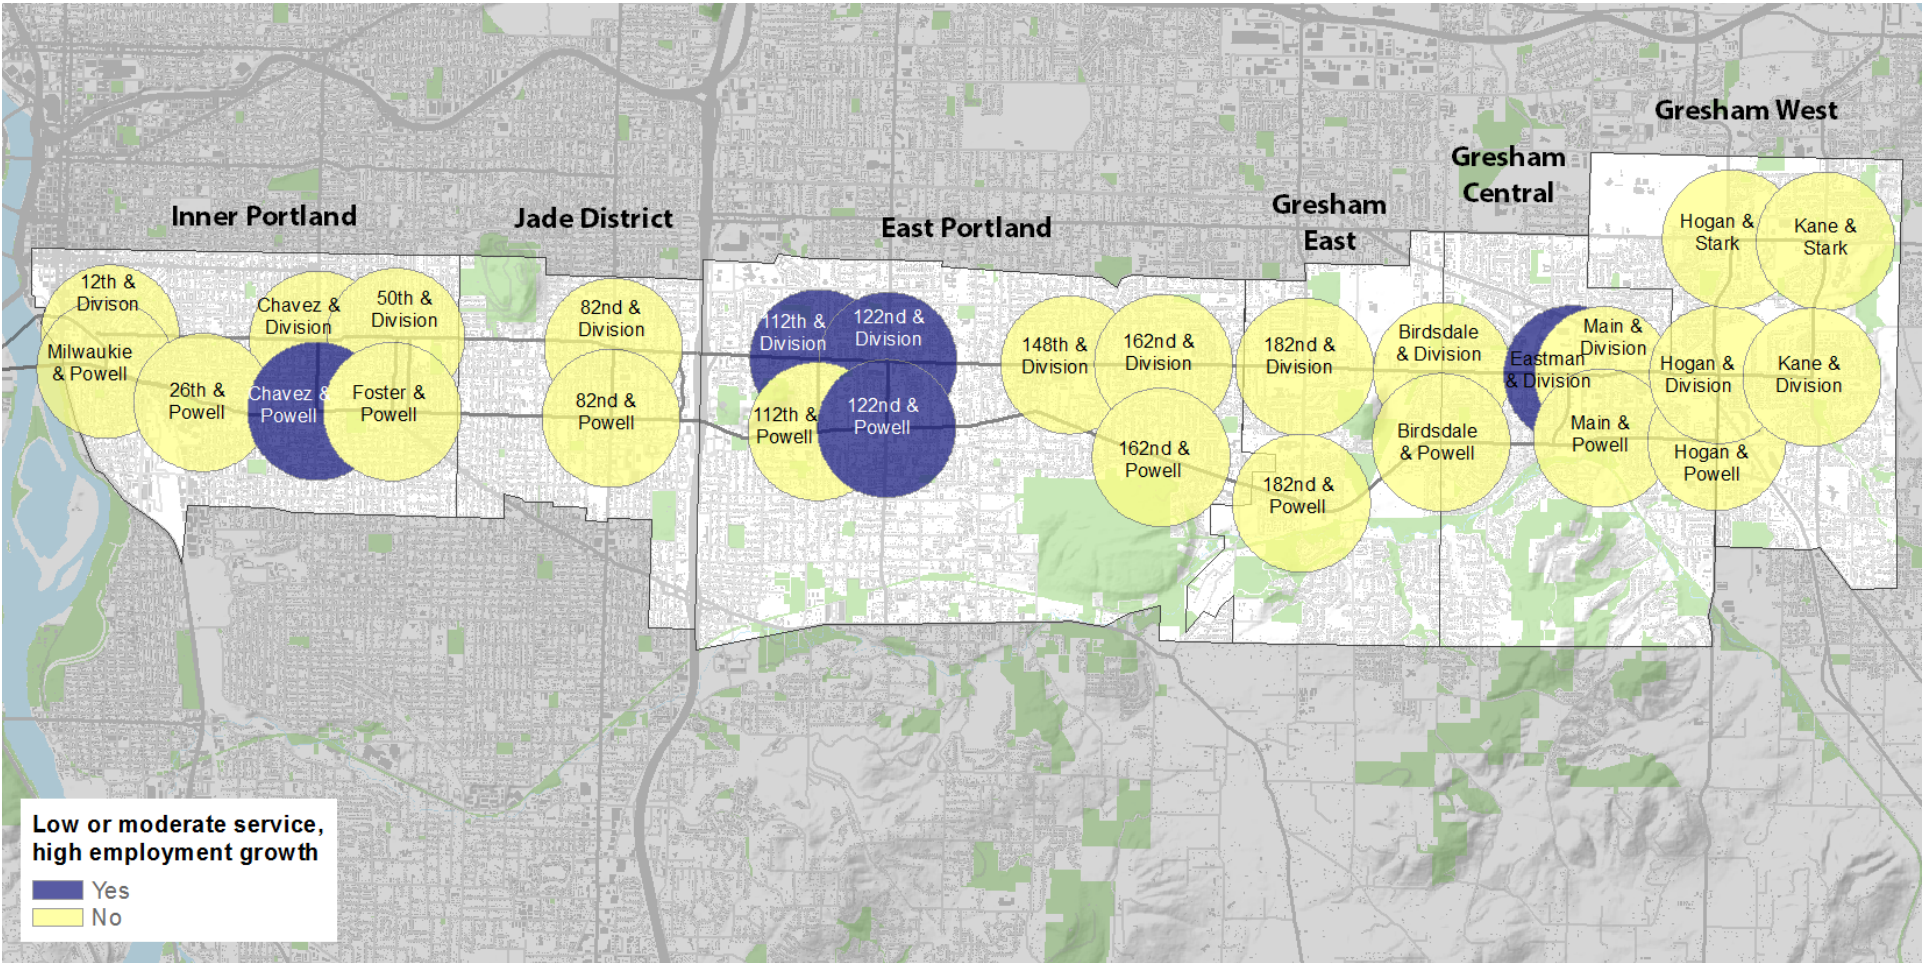 Gresham West
Gresham
Central
Gresham
East
Inner Portland
Jade District
East Portland
12th &
Divison
Chavez &
Division
50th &
Division
Milwaukie
& Powell
26th &
Powell
Chavez &
Powell
Foster &
Powell
82nd &
Division
82nd &
Powell
112th &
Division
122nd &
Division
112th &
Powell
122nd &
Powell
148th &
Division
162nd &
Division
162nd &
Powell
182nd &
Division
182nd &
Powell
Birdsdale
& Division
Birdsdale
& Powell
Eastman
& Division
Main &
Division
Main &
Powell
Hogan &
Stark
Kane &
Stark
Hogan &
Division
Kane &
Division
Hogan &
Powell
Low or moderate service,
high employment growth
Yes
No